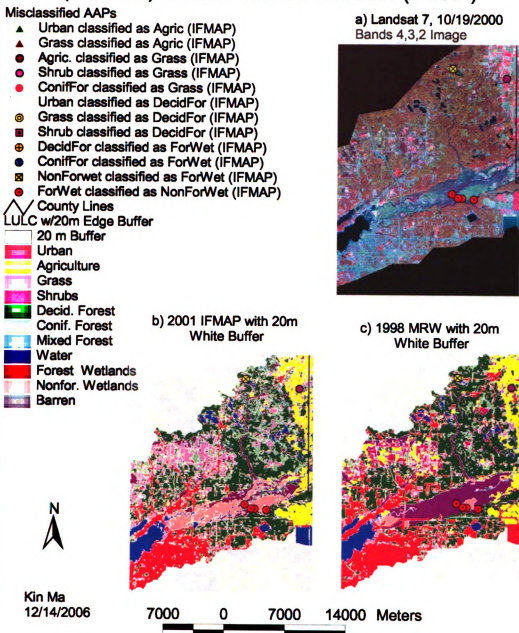 Misclassified AAPs
Urban classified as Agric (IFMAP)
Grass classified as Agric (IFMAP)
Agric. classified as Grass (IFMAP)
Shrub classified as Grass (IFMAP)
ConifFor classified as Grass (IFMAP)
Urban classified as DecidFor (IFMAP)
Grass classified as DecidFor (IFMAP)
Shrub classified as DecidFor (IFMAP)
DecidFor classified as ForWet (IFMAP)
ConifFor classified as ForWet (IFMAP)
NonForwet classified as ForWet (IFMAP)
ForWet classified as NonForWet (IFMAP)
County Lines
LULC w/20m Edge Buffer
20 m Buffer
Urban
Agriculture
Grass
Shrubs
Decid. Forest
Conif. Forest
Mixed Forest
Water
Forest Wetlands
Nonfor. Wetlands
Barren
a) Landsat 7, 10/19/2000
Bands 4,3,2 Image
b) 2001 IFMAP with 20m
White Buffer
c) 1998 MRW with 20m
White Buffer
N
Kin Ma
12/14/2006
7000 0 7000 14000 Meters